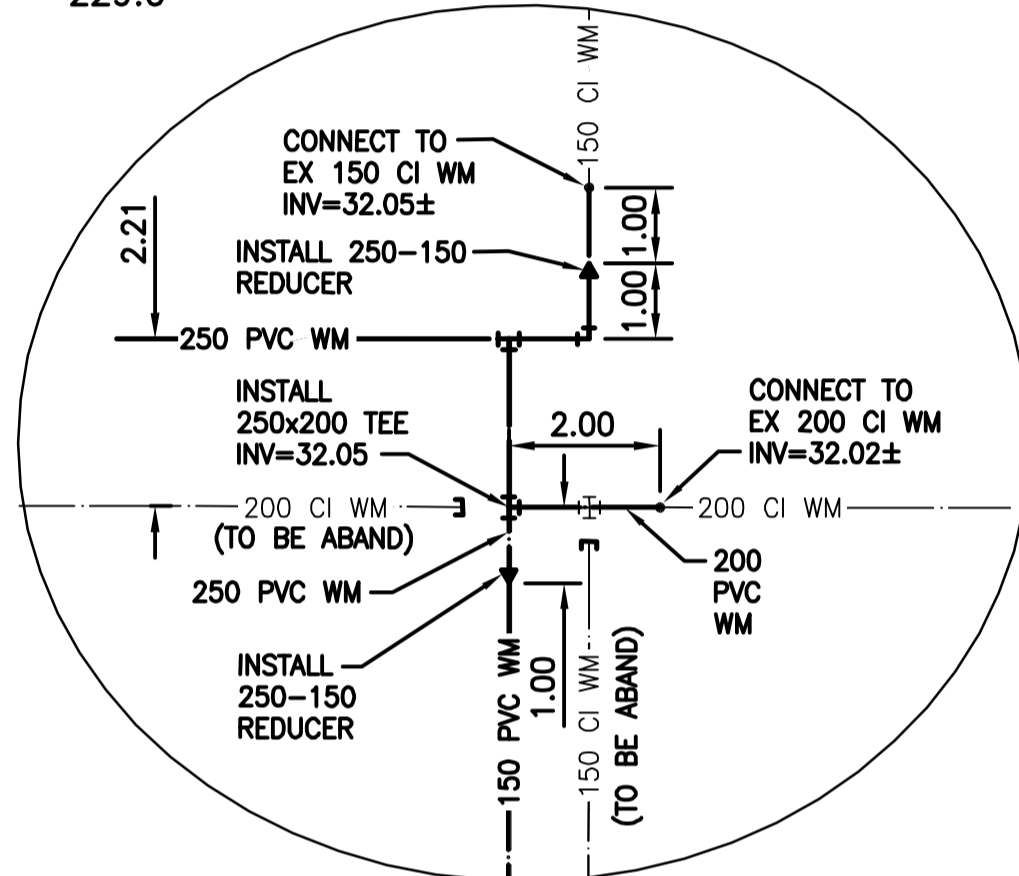 150 CI WM
CONNECT TO
EX 150 CI WM
INV=32.05±
2.21
INSTALL 250-150
REDUCER
1.00
1.00
250 PVC WM
INSTALL
250x200 TEE
INV=32.05
2.00
CONNECT TO
EX 200 CI WM
INV=32.02±
200 CI WM
(TO BE ABAND)
200 CI WM
250 PVC WM
200
PVC
WM
INSTALL
250-150
REDUCER
150 PVC WM
1.00
150 CI WM
(TO BE ABAND)